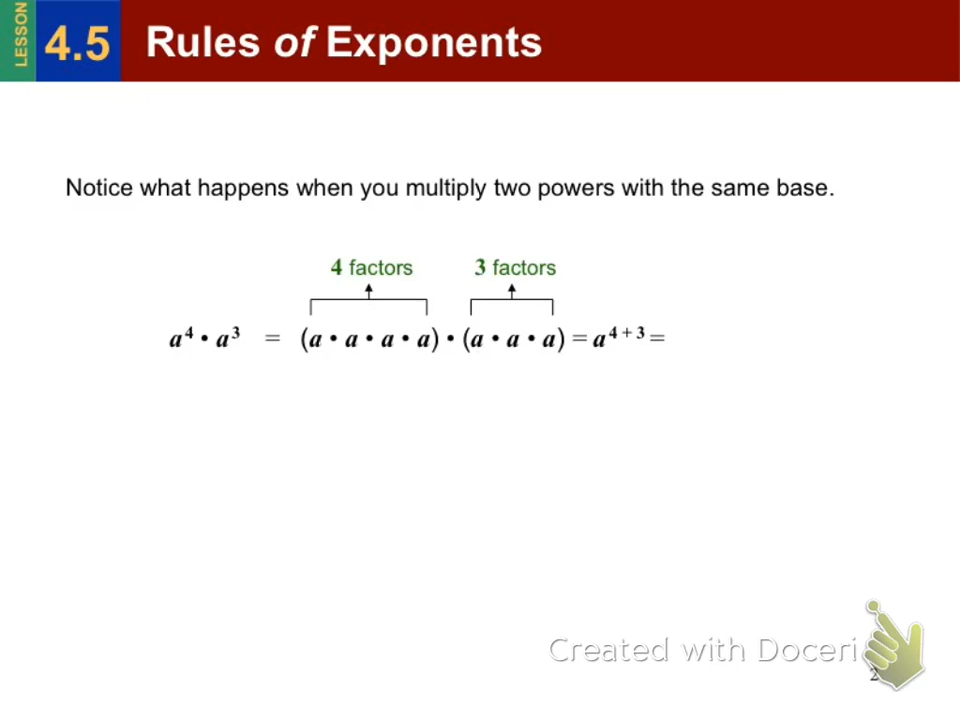 LESSON
4.5
Rules of Exponents
Notice what happens when you multiply two powers with the same base.
4 factors 3 factors
a⁴ • a³ = (a • a • a • a) • (a • a • a) = a⁴ ⁺ ³ =
Created with Doceri
2